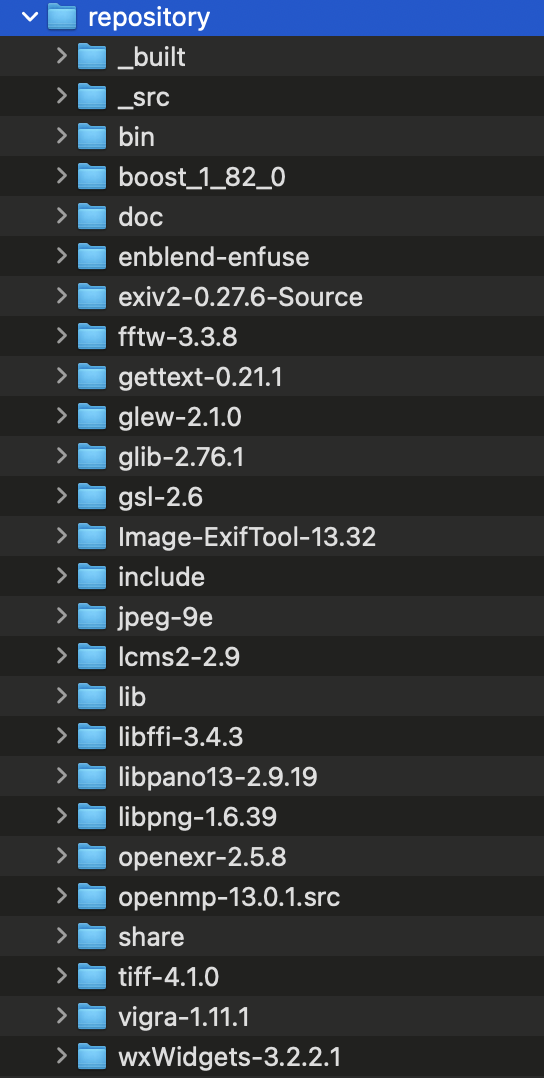 repository
_built
_src
bin
boost_1_82_0
doc
enblend-enfuse
exiv2-0.27.6-Source
fftw-3.3.8
gettext-0.21.1
glew-2.1.0
glib-2.76.1
gsl-2.6
Image-ExifTool-13.32
include
jpeg-9e
lcms2-2.9
lib
libffi-3.4.3
libpano13-2.9.19
libpng-1.6.39
openexr-2.5.8
openmp-13.0.1.src
share
tiff-4.1.0
vigra-1.11.1
wxWidgets-3.2.2.1